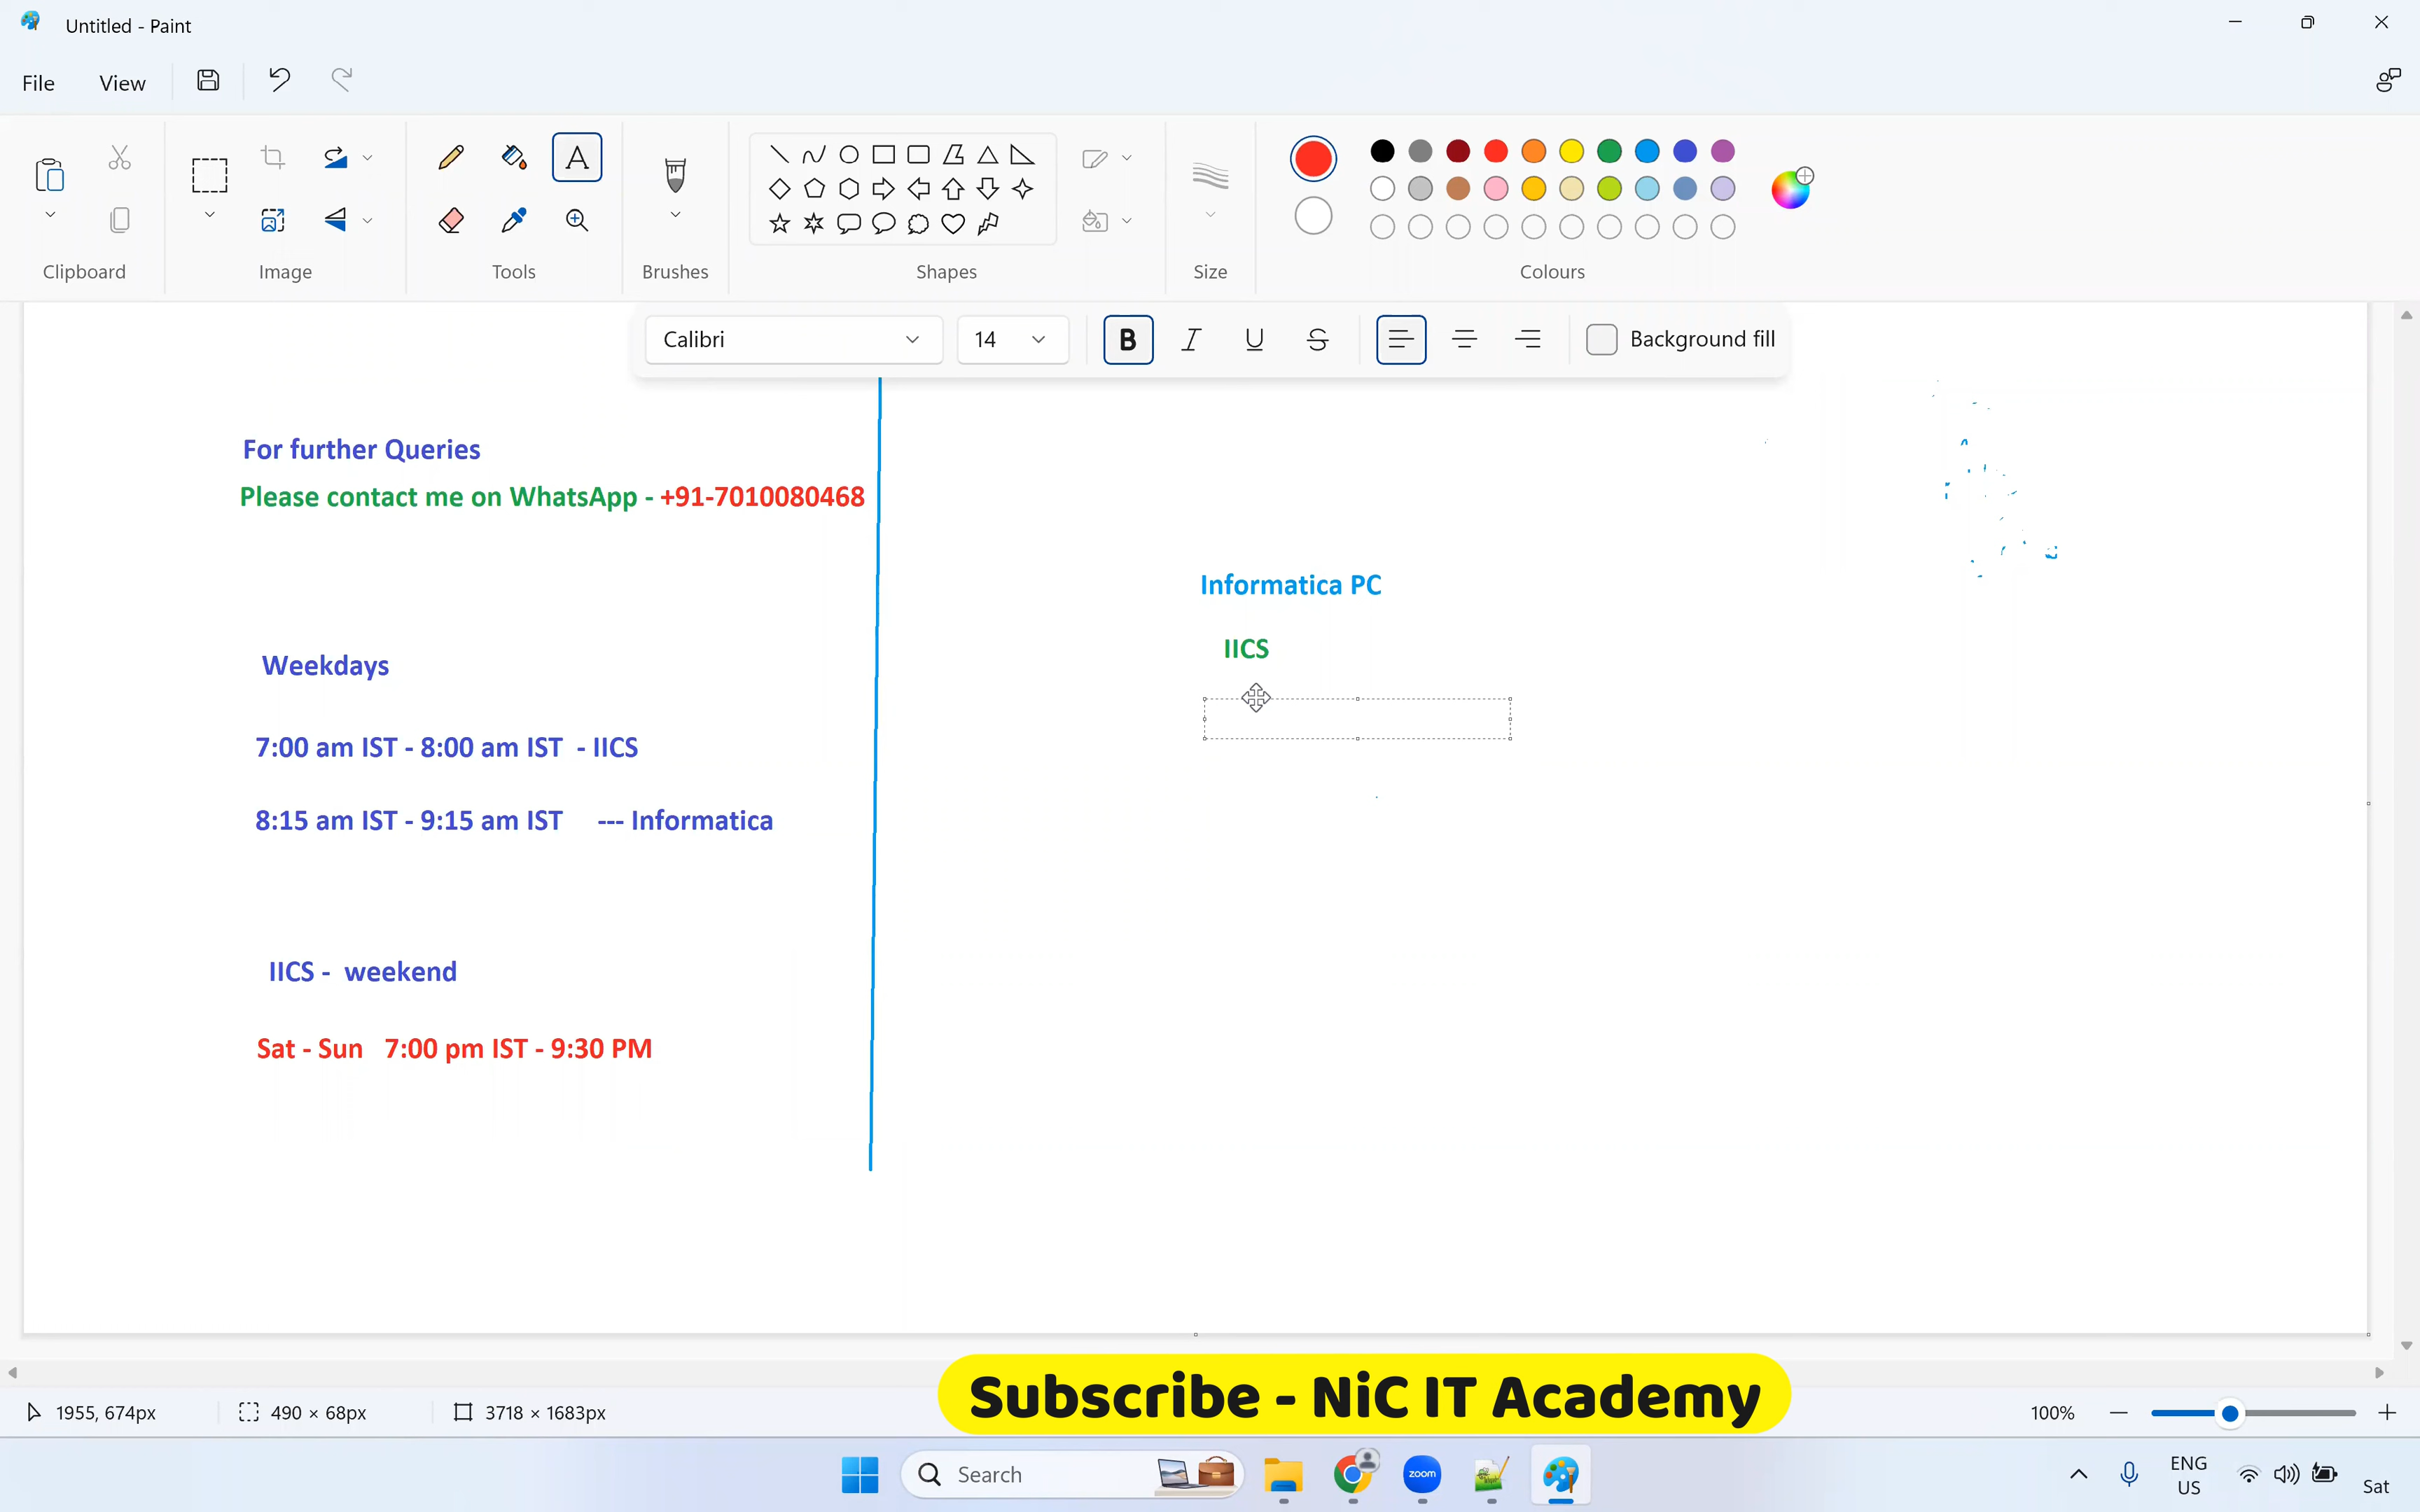 Untitled - Paint
File View
Clipboard Image Tools Brushes Shapes Size Colours
Calibri 14 B I U S Background fill
For further Queries
Please contact me on WhatsApp - +91-7010080468
Informatica PC
IICS
Weekdays
7:00 am IST - 8:00 am IST - IICS
8:15 am IST - 9:15 am IST --- Informatica
IICS - weekend
Sat - Sun 7:00 pm IST - 9:30 PM
Subscribe - NiC IT Academy
1955, 674px 490 × 68px 3718 × 1683px 100%
Search zoom ENG
US Sat